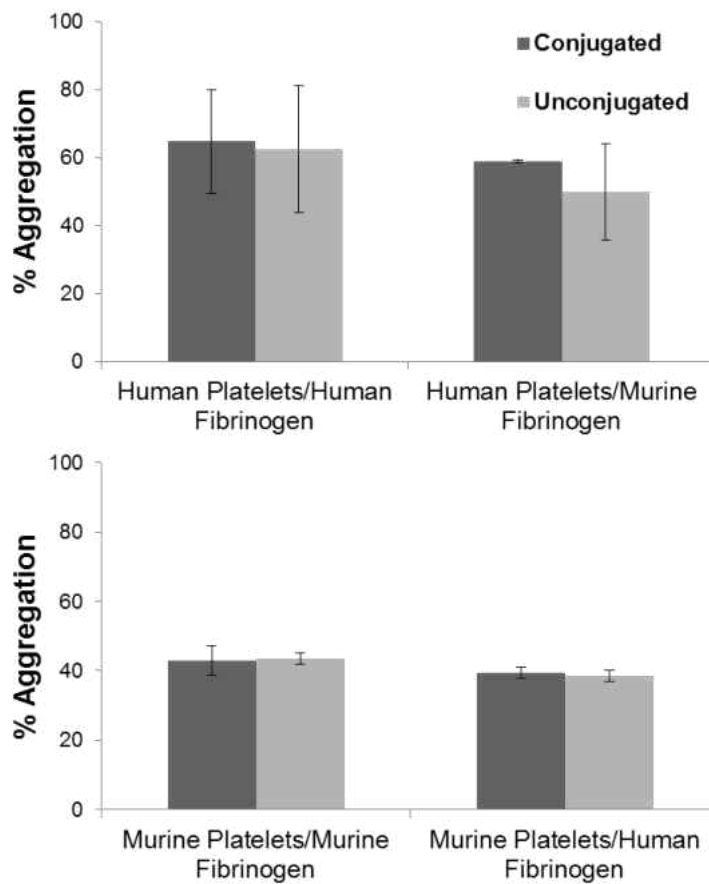 100
80
60
40
20
0
% Aggregation
Conjugated
Unconjugated
Human Platelets/Human
Fibrinogen
Human Platelets/Murine
Fibrinogen
100
80
60
40
20
0
% Aggregation
Murine Platelets/Murine
Fibrinogen
Murine Platelets/Human
Fibrinogen